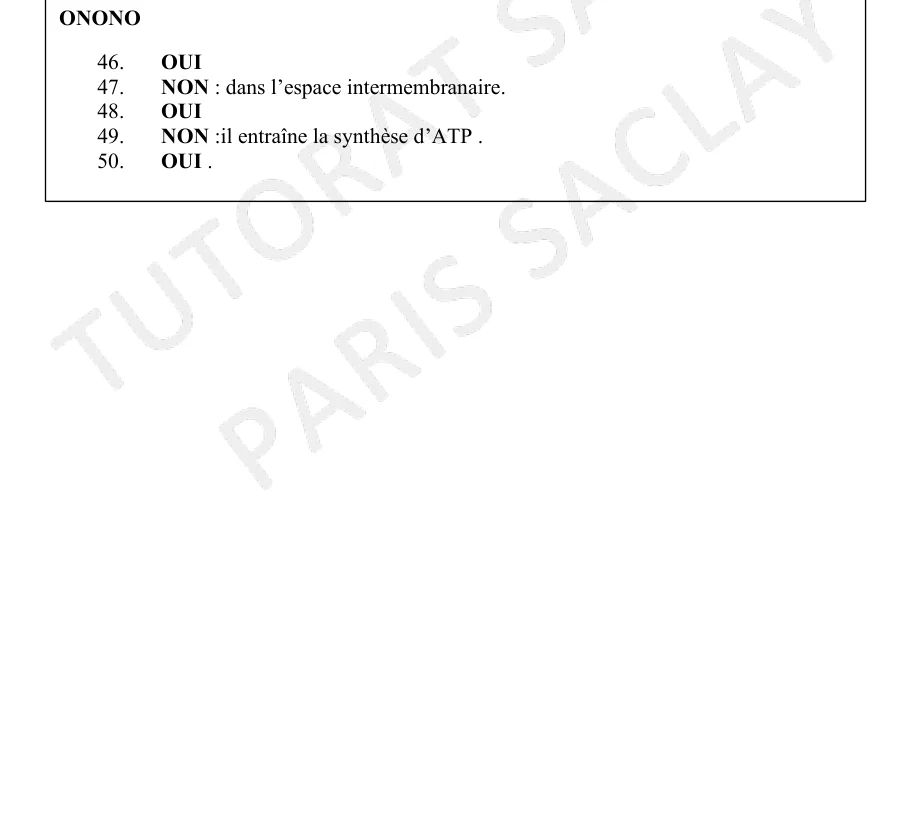 ONONO
46. OUI
47. NON : dans l’espace intermembranaire.
48. OUI
49. NON :il entraîne la synthèse d’ATP .
50. OUI .
TUTORAT SACLAY
PARIS SACLAY